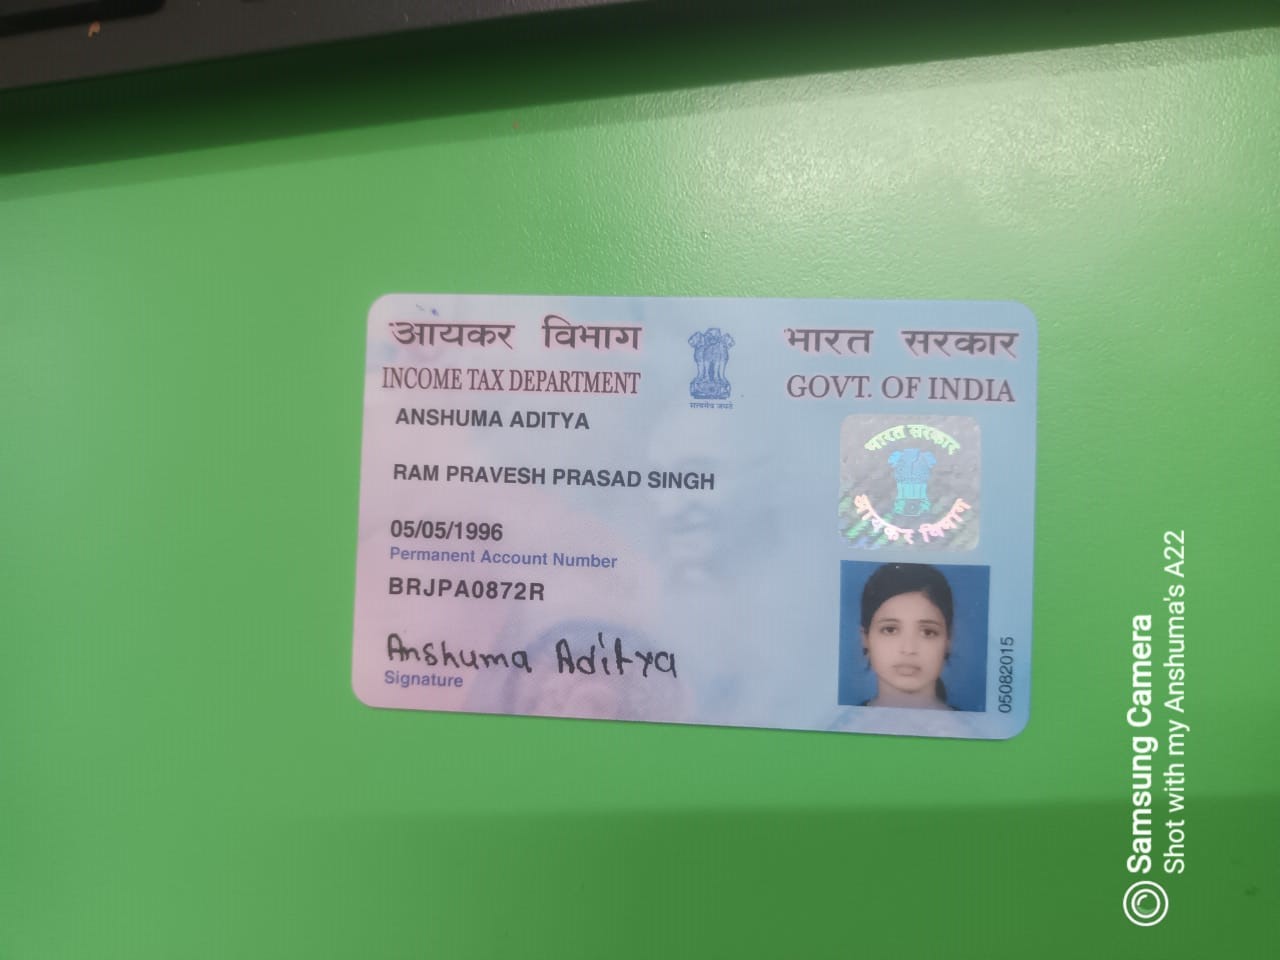 आयकर विभाग
INCOME TAX DEPARTMENT
भारत सरकार
GOVT. OF INDIA
सत्यमेव जयते
ANSHUMA ADITYA
RAM PRAVESH PRASAD SINGH
05/05/1996
Permanent Account Number
BRJPA0872R
Anshuma Aditya
Signature
भारत सरकार
आयकर विभाग
05082015
Samsung Camera
Shot with my Anshuma's A22